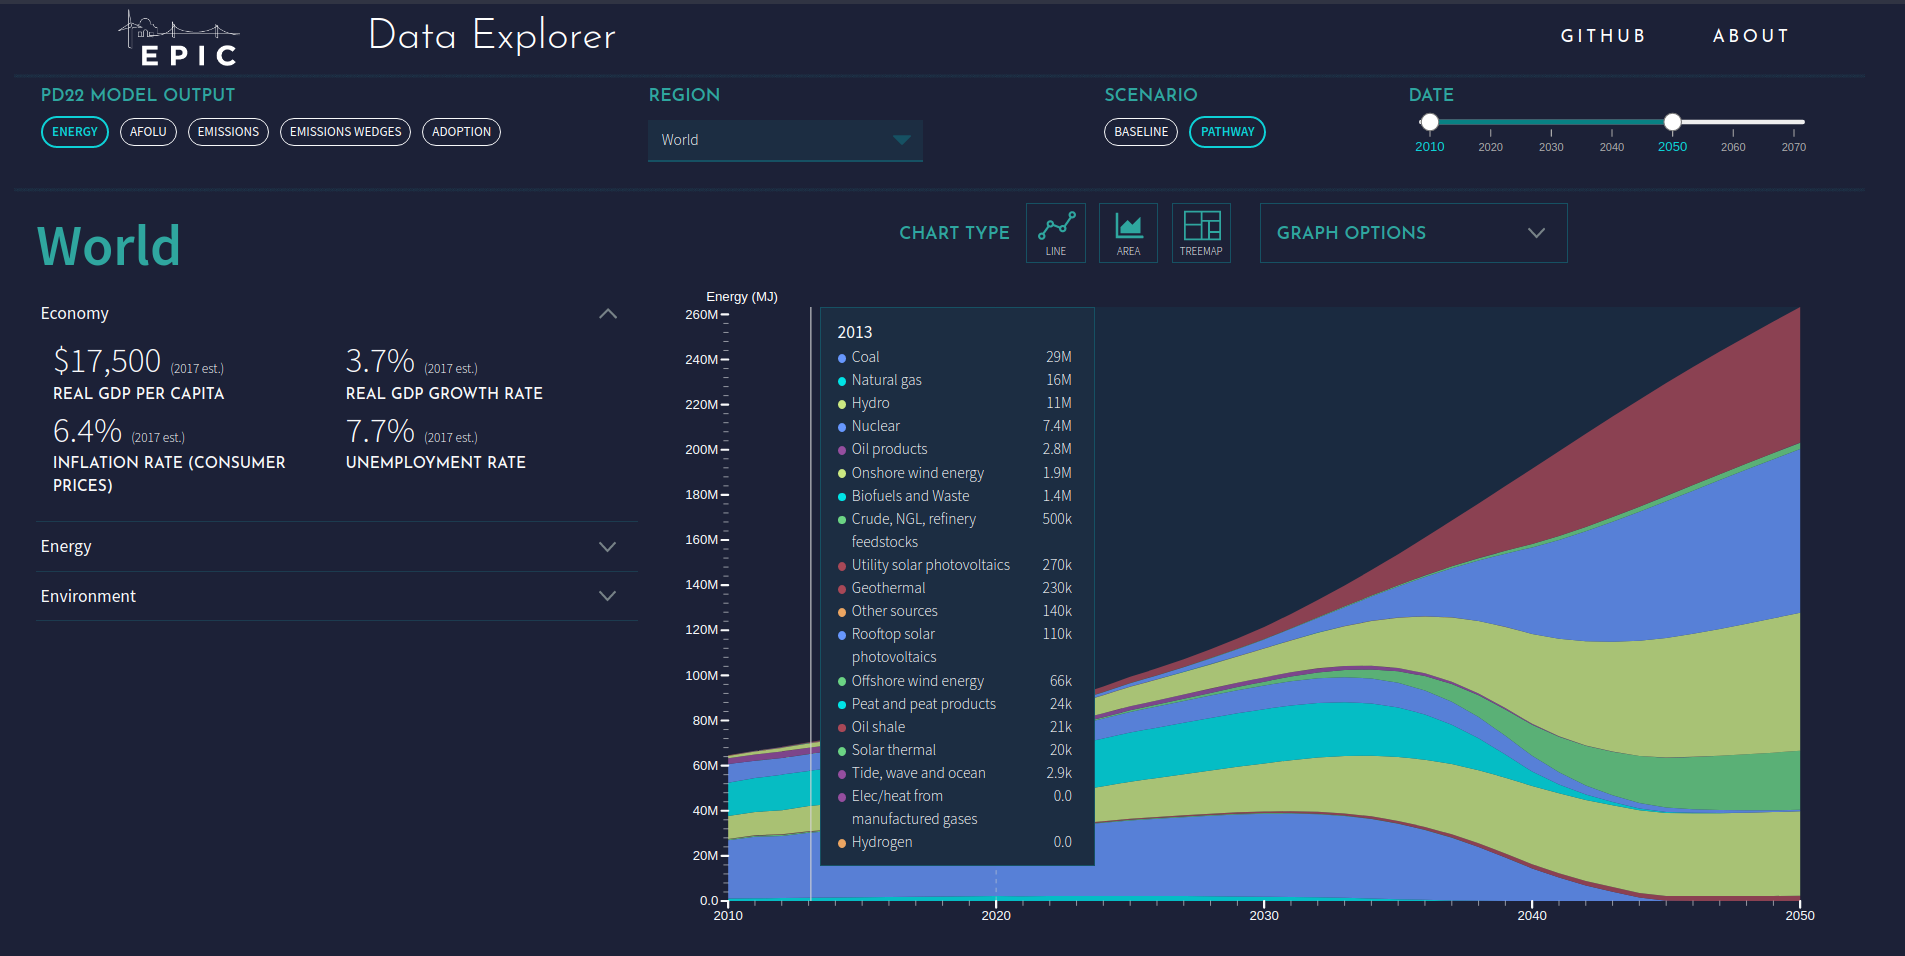 EPIC
Data Explorer
GITHUB
ABOUT
PD22 MODEL OUTPUT
ENERGY
AFOLU
EMISSIONS
EMISSIONS WEDGES
ADOPTION
REGION
World
SCENARIO
BASELINE
PATHWAY
DATE
2010
2020
2030
2040
2050
2060
2070
World
CHART TYPE
LINE
AREA
TREEMAP
GRAPH OPTIONS
Economy
$17,500 (2017 est.)
REAL GDP PER CAPITA
3.7% (2017 est.)
REAL GDP GROWTH RATE
6.4% (2017 est.)
INFLATION RATE (CONSUMER
PRICES)
7.7% (2017 est.)
UNEMPLOYMENT RATE
Energy
Environment
Energy (MJ)
260M
240M
220M
200M
180M
160M
140M
120M
100M
80M
60M
40M
20M
0.0
2013
Coal 29M
Natural gas 16M
Hydro 11M
Nuclear 7.4M
Oil products 2.8M
Onshore wind energy 1.9M
Biofuels and Waste 1.4M
Crude, NGL, refinery 500k
feedstocks
Utility solar photovoltaics 270k
Geothermal 230k
Other sources 140k
Rooftop solar 110k
photovoltaics
Offshore wind energy 66k
Peat and peat products 24k
Oil shale 21k
Solar thermal 20k
Tide, wave and ocean 2.9k
Elec/heat from 0.0
manufactured gases
Hydrogen 0.0
2010
2020
2030
2040
2050